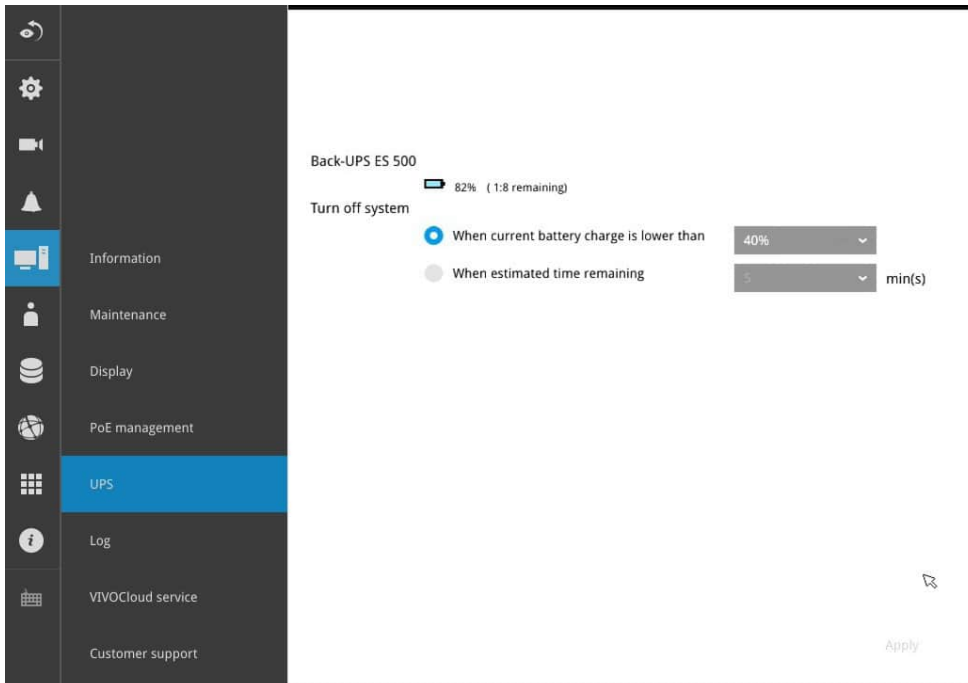 Information
Maintenance
Display
PoE management
UPS
Log
VIVOCloud service
Customer support
Back-UPS ES 500
82% ( 1:8 remaining)
Turn off system
When current battery charge is lower than 40%
When estimated time remaining 5 min(s)
Apply